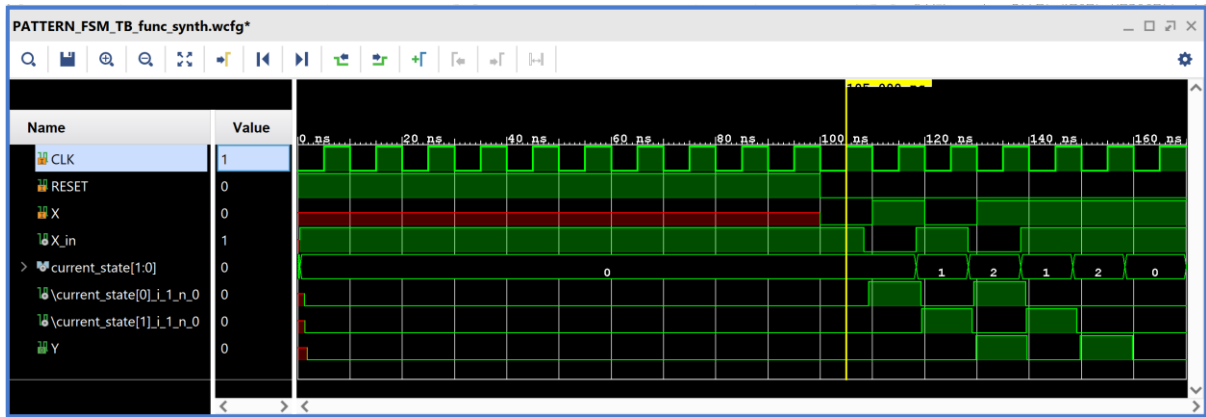 PATTERN_FSM_TB_func_synth.wcfg*
Name Value
0 ns 20 ns 40 ns 60 ns 80 ns 100 ns 120 ns 140 ns 160 ns
CLK 1
RESET 0
X 0
X_in 1
current_state[1:0] 0 0 1 2 1 2 0
\current_state[0]_i_1_n_0 0
\current_state[1]_i_1_n_0 0
Y 0